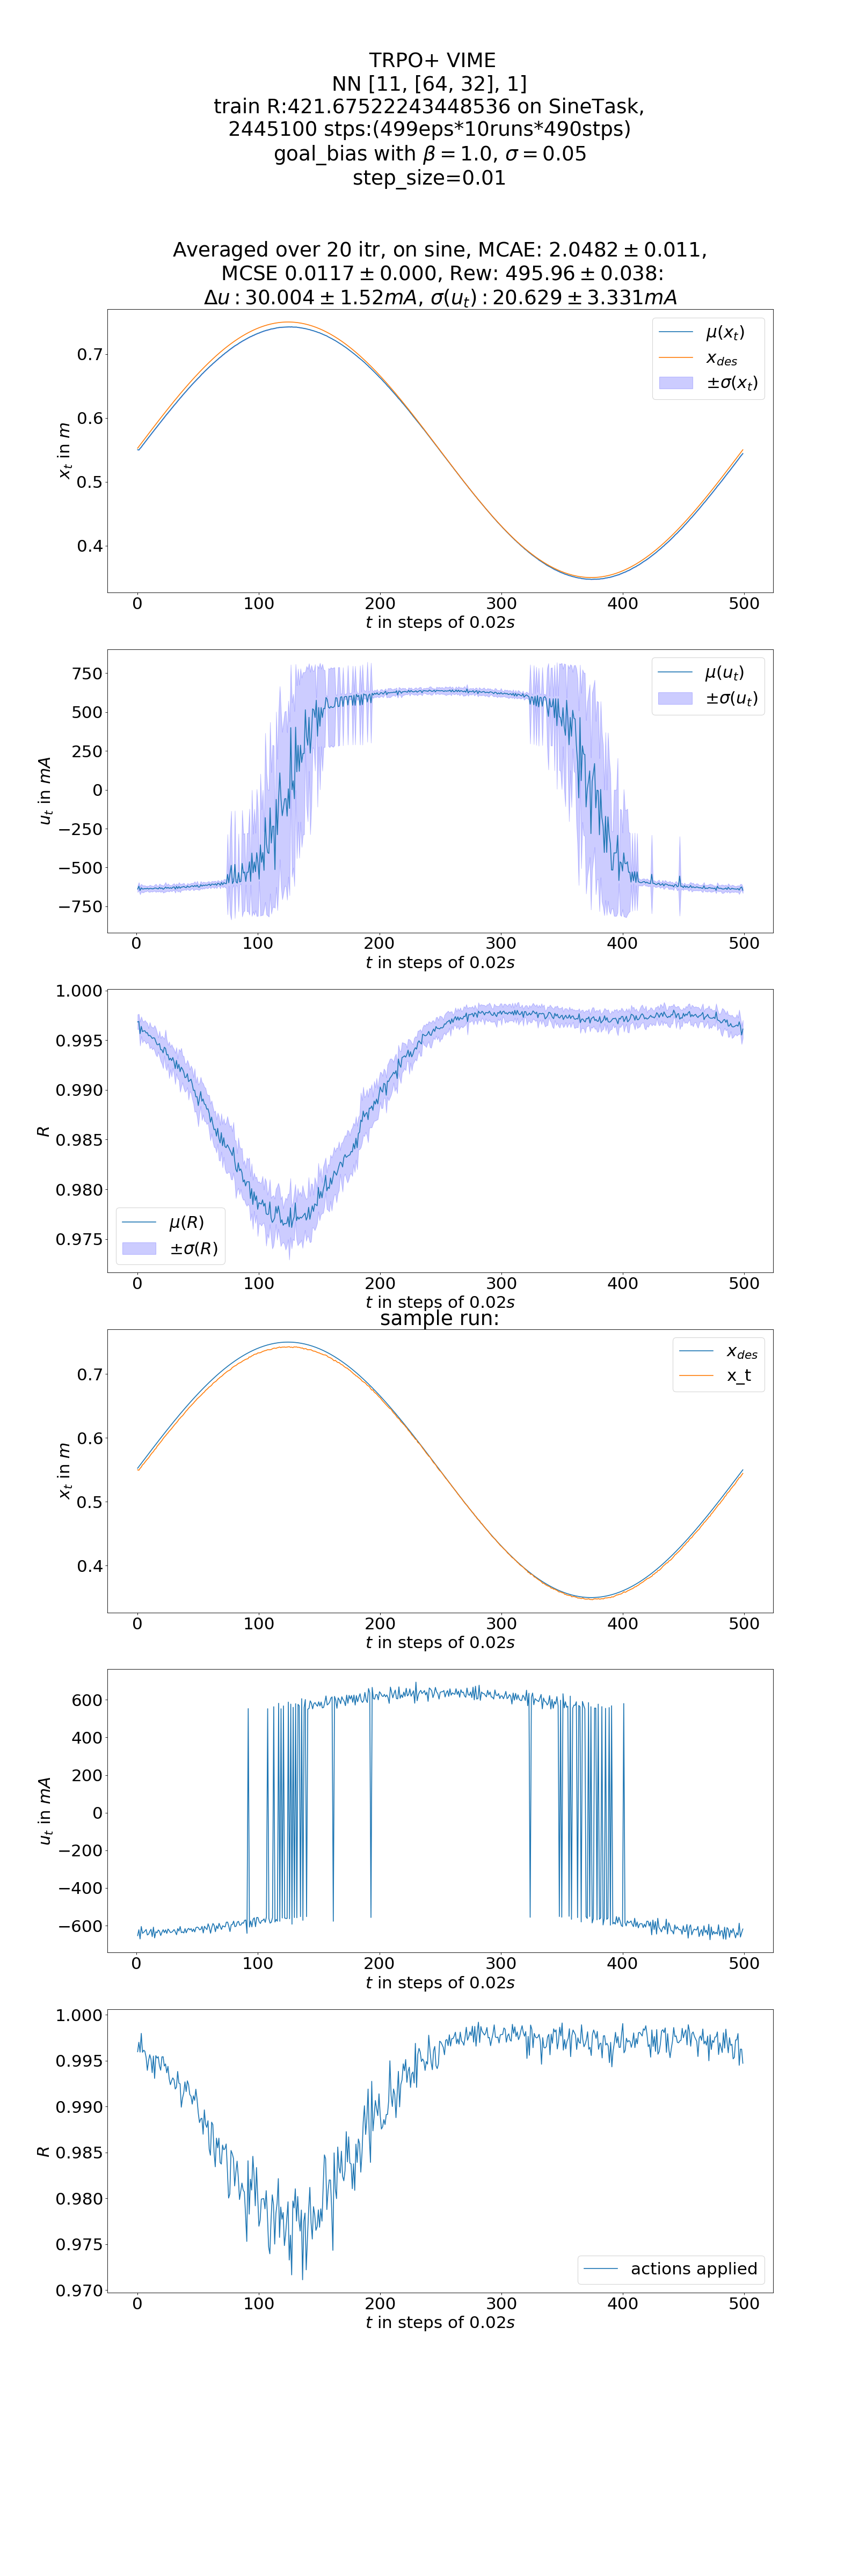 TRPO+ VIME
NN [11, [64, 32], 1]
train R:421.67522243448536 on SineTask,
2445100 stps:(499eps*10runs*490stps)
goal_bias with β = 1.0, σ = 0.05
step_size=0.01
Averaged over 20 itr, on sine, MCAE: 2.0482 ± 0.011,
MCSE 0.0117 ± 0.000, Rew: 495.96 ± 0.038:
Δu : 30.004 ± 1.52mA, σ(u_t) : 20.629 ± 3.331mA
μ(x_t)
x_des
±σ(x_t)
0.7
0.6
0.5
0.4
x_t in m
0 100 200 300 400 500
t in steps of 0.02s
μ(u_t)
±σ(u_t)
750
500
250
0
−250
−500
−750
u_t in mA
0 100 200 300 400 500
t in steps of 0.02s
1.000
0.995
0.990
0.985
0.980
0.975
R
μ(R)
±σ(R)
0 100 200 300 400 500
t in steps of 0.02s
sample run:
x_des
x_t
0.7
0.6
0.5
0.4
x_t in m
0 100 200 300 400 500
t in steps of 0.02s
600
400
200
0
−200
−400
−600
u_t in mA
0 100 200 300 400 500
t in steps of 0.02s
1.000
0.995
0.990
0.985
0.980
0.975
0.970
R
actions applied
0 100 200 300 400 500
t in steps of 0.02s